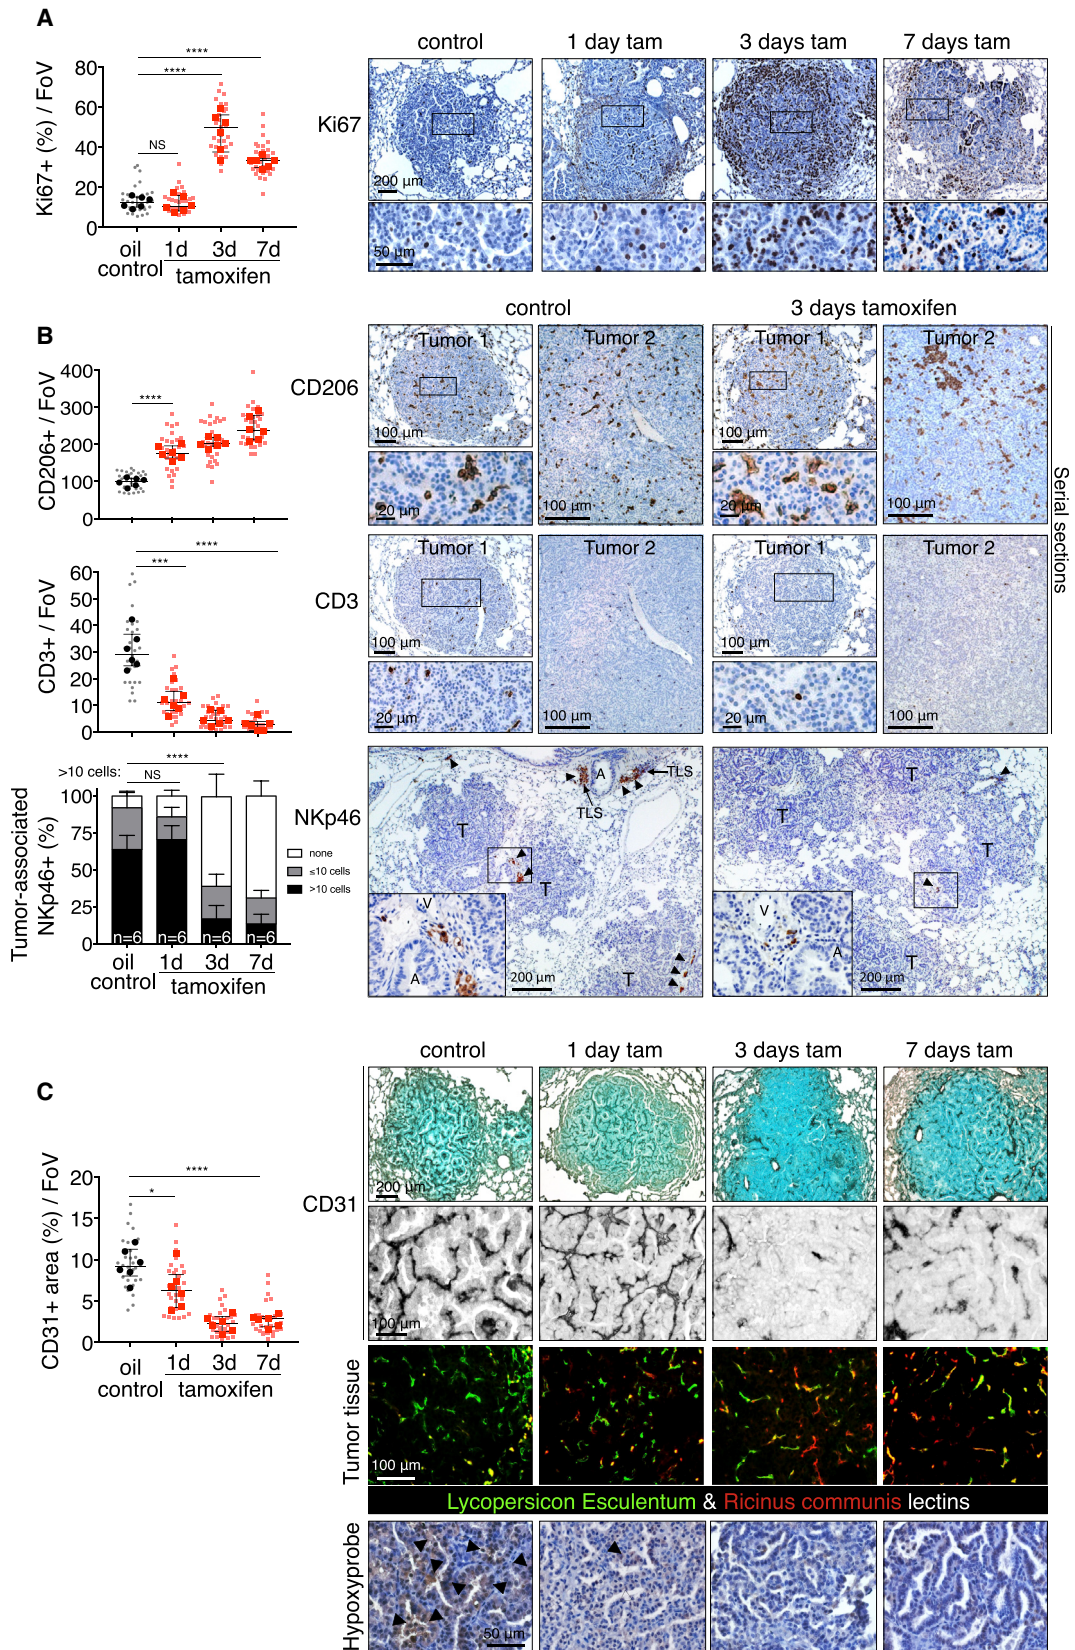 A
control
1 day tam
3 days tam
7 days tam
Ki67+ (%) / FoV
80
60
40
20
0
****
****
NS
oil
control
1d
3d
7d
tamoxifen
Ki67
200 µm
50 µm
B
control
3 days tamoxifen
CD206+ / FoV
400
300
200
100
0
****
CD206
Tumor 1
Tumor 2
Tumor 1
Tumor 2
100 µm
20 µm
100 µm
100 µm
20 µm
100 µm
Serial sections
CD3+ / FoV
60
50
40
30
20
10
0
****
***
CD3
Tumor 1
Tumor 2
Tumor 1
Tumor 2
100 µm
20 µm
100 µm
100 µm
20 µm
100 µm
Tumor-associated
NKp46+ (%)
>10 cells:
****
NS
100
75
50
25
0
n=6
n=6
n=6
n=6
none
≤10 cells
>10 cells
oil
control
1d
3d
7d
tamoxifen
NKp46
A
TLS
TLS
T
T
T
V
A
200 µm
T
T
T
V
A
200 µm
C
control
1 day tam
3 days tam
7 days tam
CD31+ area (%) / FoV
20
15
10
5
0
****
*
oil
control
1d
3d
7d
tamoxifen
CD31
200 µm
100 µm
Tumor tissue
100 µm
Lycopersicon Esculentum & Ricinus communis lectins
Hypoxyprobe
50 µm